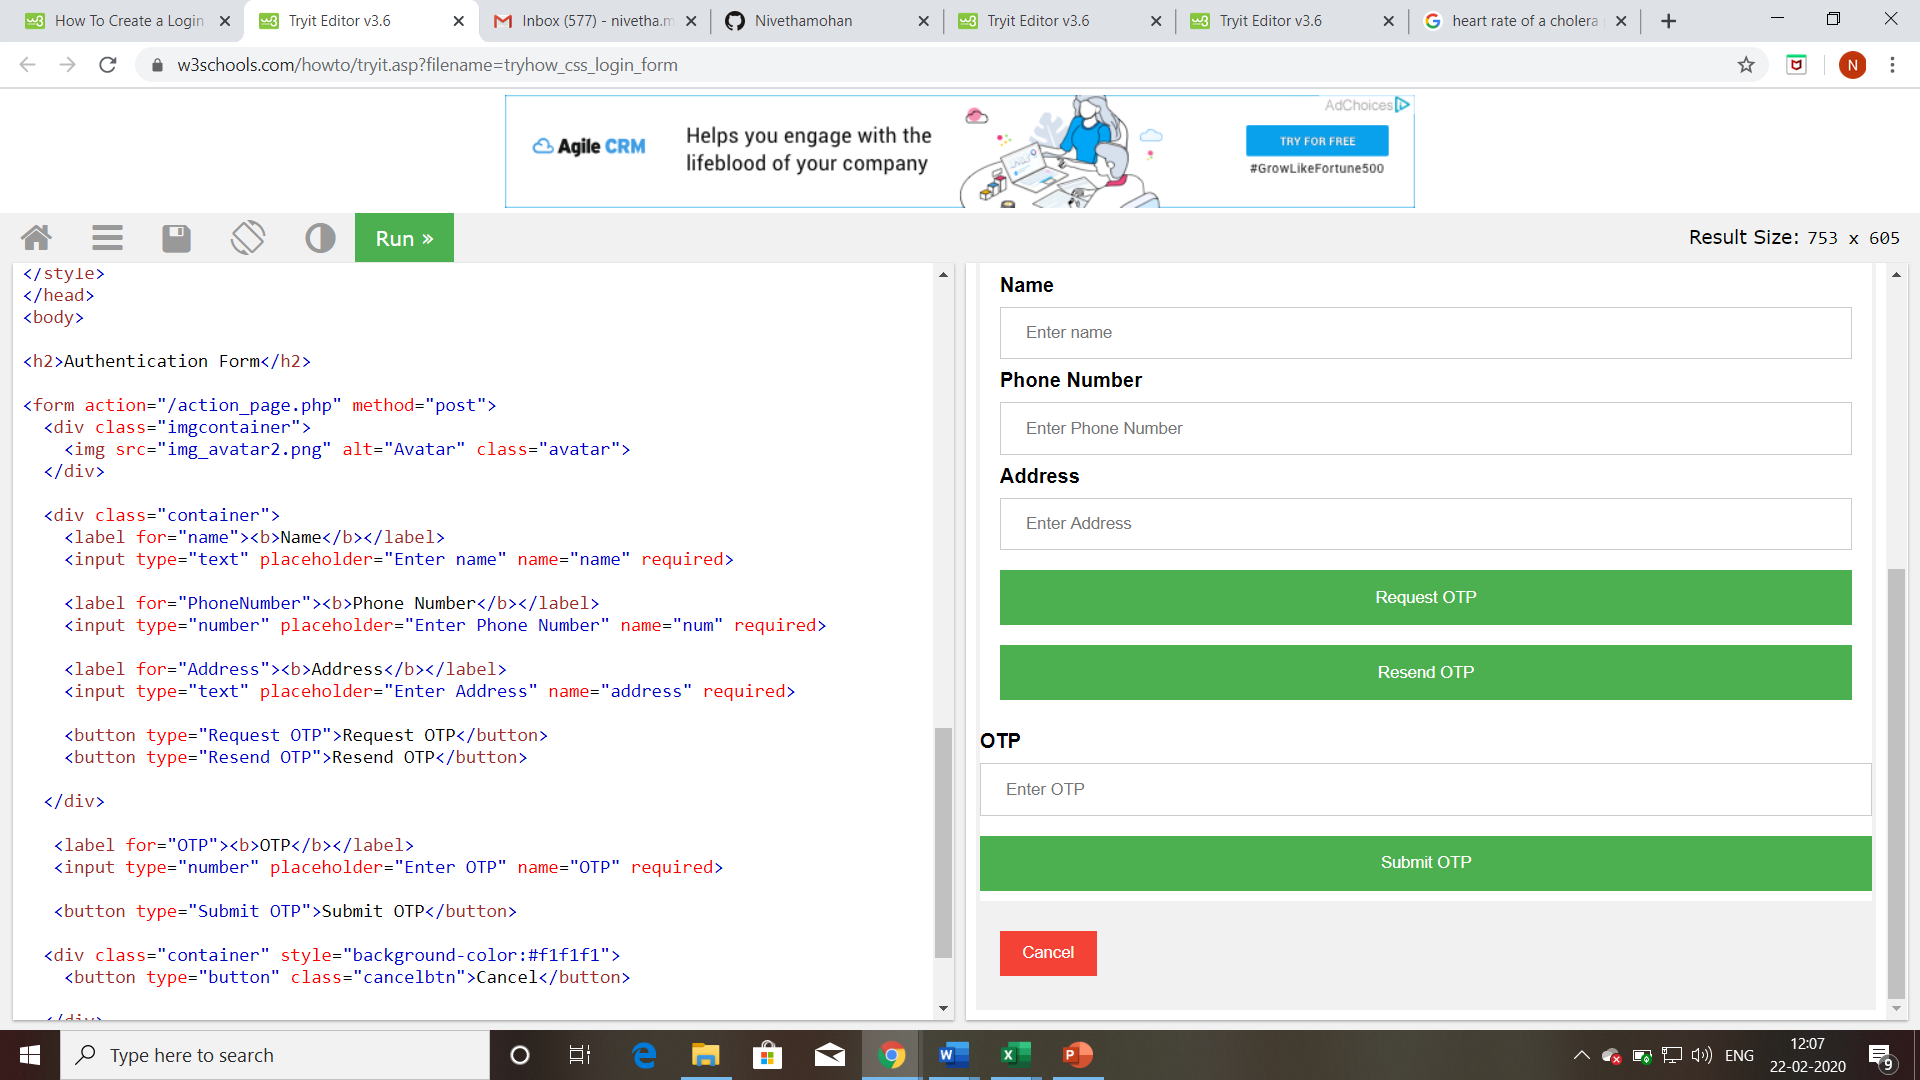 How To Create a Login
Tryit Editor v3.6
Inbox (577) - nivetha.m
Nivethamohan
Tryit Editor v3.6
Tryit Editor v3.6
heart rate of a cholera
w3schools.com/howto/tryit.asp?filename=tryhow_css_login_form
N
AdChoices
Agile CRM
Helps you engage with the
lifeblood of your company
TRY FOR FREE
#GrowLikeFortune500
Run »
Result Size: 753 x 605
</style>
</head>
<body>
<h2>Authentication Form</h2>
<form action="/action_page.php" method="post">
<div class="imgcontainer">
<img src="img_avatar2.png" alt="Avatar" class="avatar">
</div>
<div class="container">
<label for="name"><b>Name</b></label>
<input type="text" placeholder="Enter name" name="name" required>
<label for="PhoneNumber"><b>Phone Number</b></label>
<input type="number" placeholder="Enter Phone Number" name="num" required>
<label for="Address"><b>Address</b></label>
<input type="text" placeholder="Enter Address" name="address" required>
<button type="Request OTP">Request OTP</button>
<button type="Resend OTP">Resend OTP</button>
</div>
<label for="OTP"><b>OTP</b></label>
<input type="number" placeholder="Enter OTP" name="OTP" required>
<button type="Submit OTP">Submit OTP</button>
<div class="container" style="background-color:#f1f1f1">
<button type="button" class="cancelbtn">Cancel</button>
</div>
Name
Enter name
Phone Number
Enter Phone Number
Address
Enter Address
Request OTP
Resend OTP
OTP
Enter OTP
Submit OTP
Cancel
Type here to search
ENG
12:07
22-02-2020
9